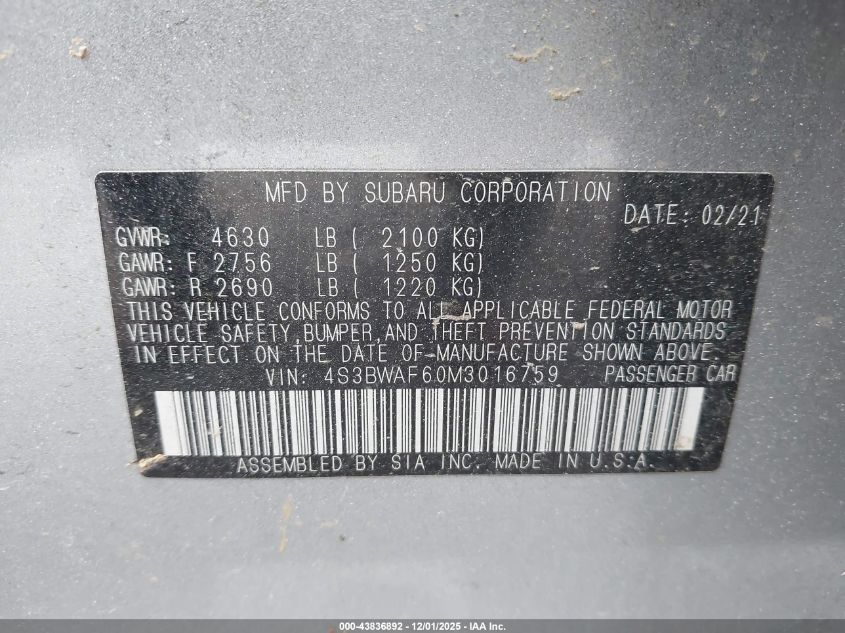 MFD BY SUBARU CORPORATION
DATE: 02/21
GVWR: 4630 LB ( 2100 KG)
GAWR: F 2756 LB ( 1250 KG)
GAWR: R 2690 LB ( 1220 KG)
THIS VEHICLE CONFORMS TO ALL APPLICABLE FEDERAL MOTOR
VEHICLE SAFETY,BUMPER,AND THEFT PREVENTION STANDARDS
IN EFFECT ON THE DATE OF MANUFACTURE SHOWN ABOVE.
VIN: 4S3BWAF60M3016759 PASSENGER CAR
ASSEMBLED BY SIA INC. MADE IN U.S.A.
000-43836892 - 12/01/2025 - IAA Inc.